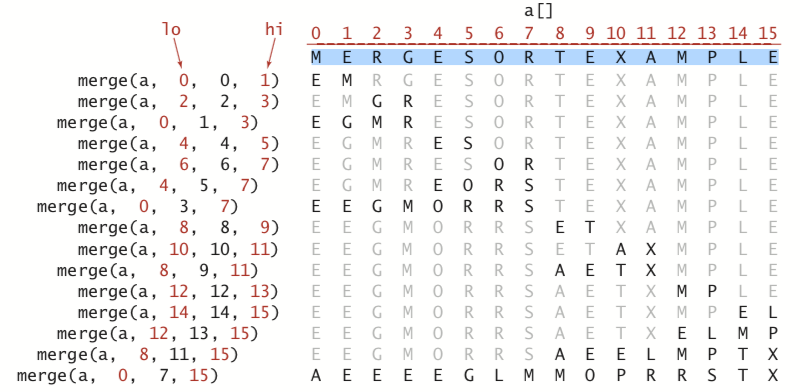 a[]
lo hi 0 1 2 3 4 5 6 7 8 9 10 11 12 13 14 15
M E R G E S O R T E X A M P L E
merge(a, 0, 0, 1) E M R G E S O R T E X A M P L E
merge(a, 2, 2, 3) E M G R E S O R T E X A M P L E
merge(a, 0, 1, 3) E G M R E S O R T E X A M P L E
merge(a, 4, 4, 5) E G M R E S O R T E X A M P L E
merge(a, 6, 6, 7) E G M R E S O R T E X A M P L E
merge(a, 4, 5, 7) E G M R E O R S T E X A M P L E
merge(a, 0, 3, 7) E E G M O R R S T E X A M P L E
merge(a, 8, 8, 9) E E G M O R R S E T X A M P L E
merge(a, 10, 10, 11) E E G M O R R S E T A X M P L E
merge(a, 8, 9, 11) E E G M O R R S A E T X M P L E
merge(a, 12, 12, 13) E E G M O R R S A E T X M P L E
merge(a, 14, 14, 15) E E G M O R R S A E T X M P E L
merge(a, 12, 13, 15) E E G M O R R S A E T X E L M P
merge(a, 8, 11, 15) E E G M O R R S A E E L M P T X
merge(a, 0, 7, 15) A E E E E G L M M O P R R S T X